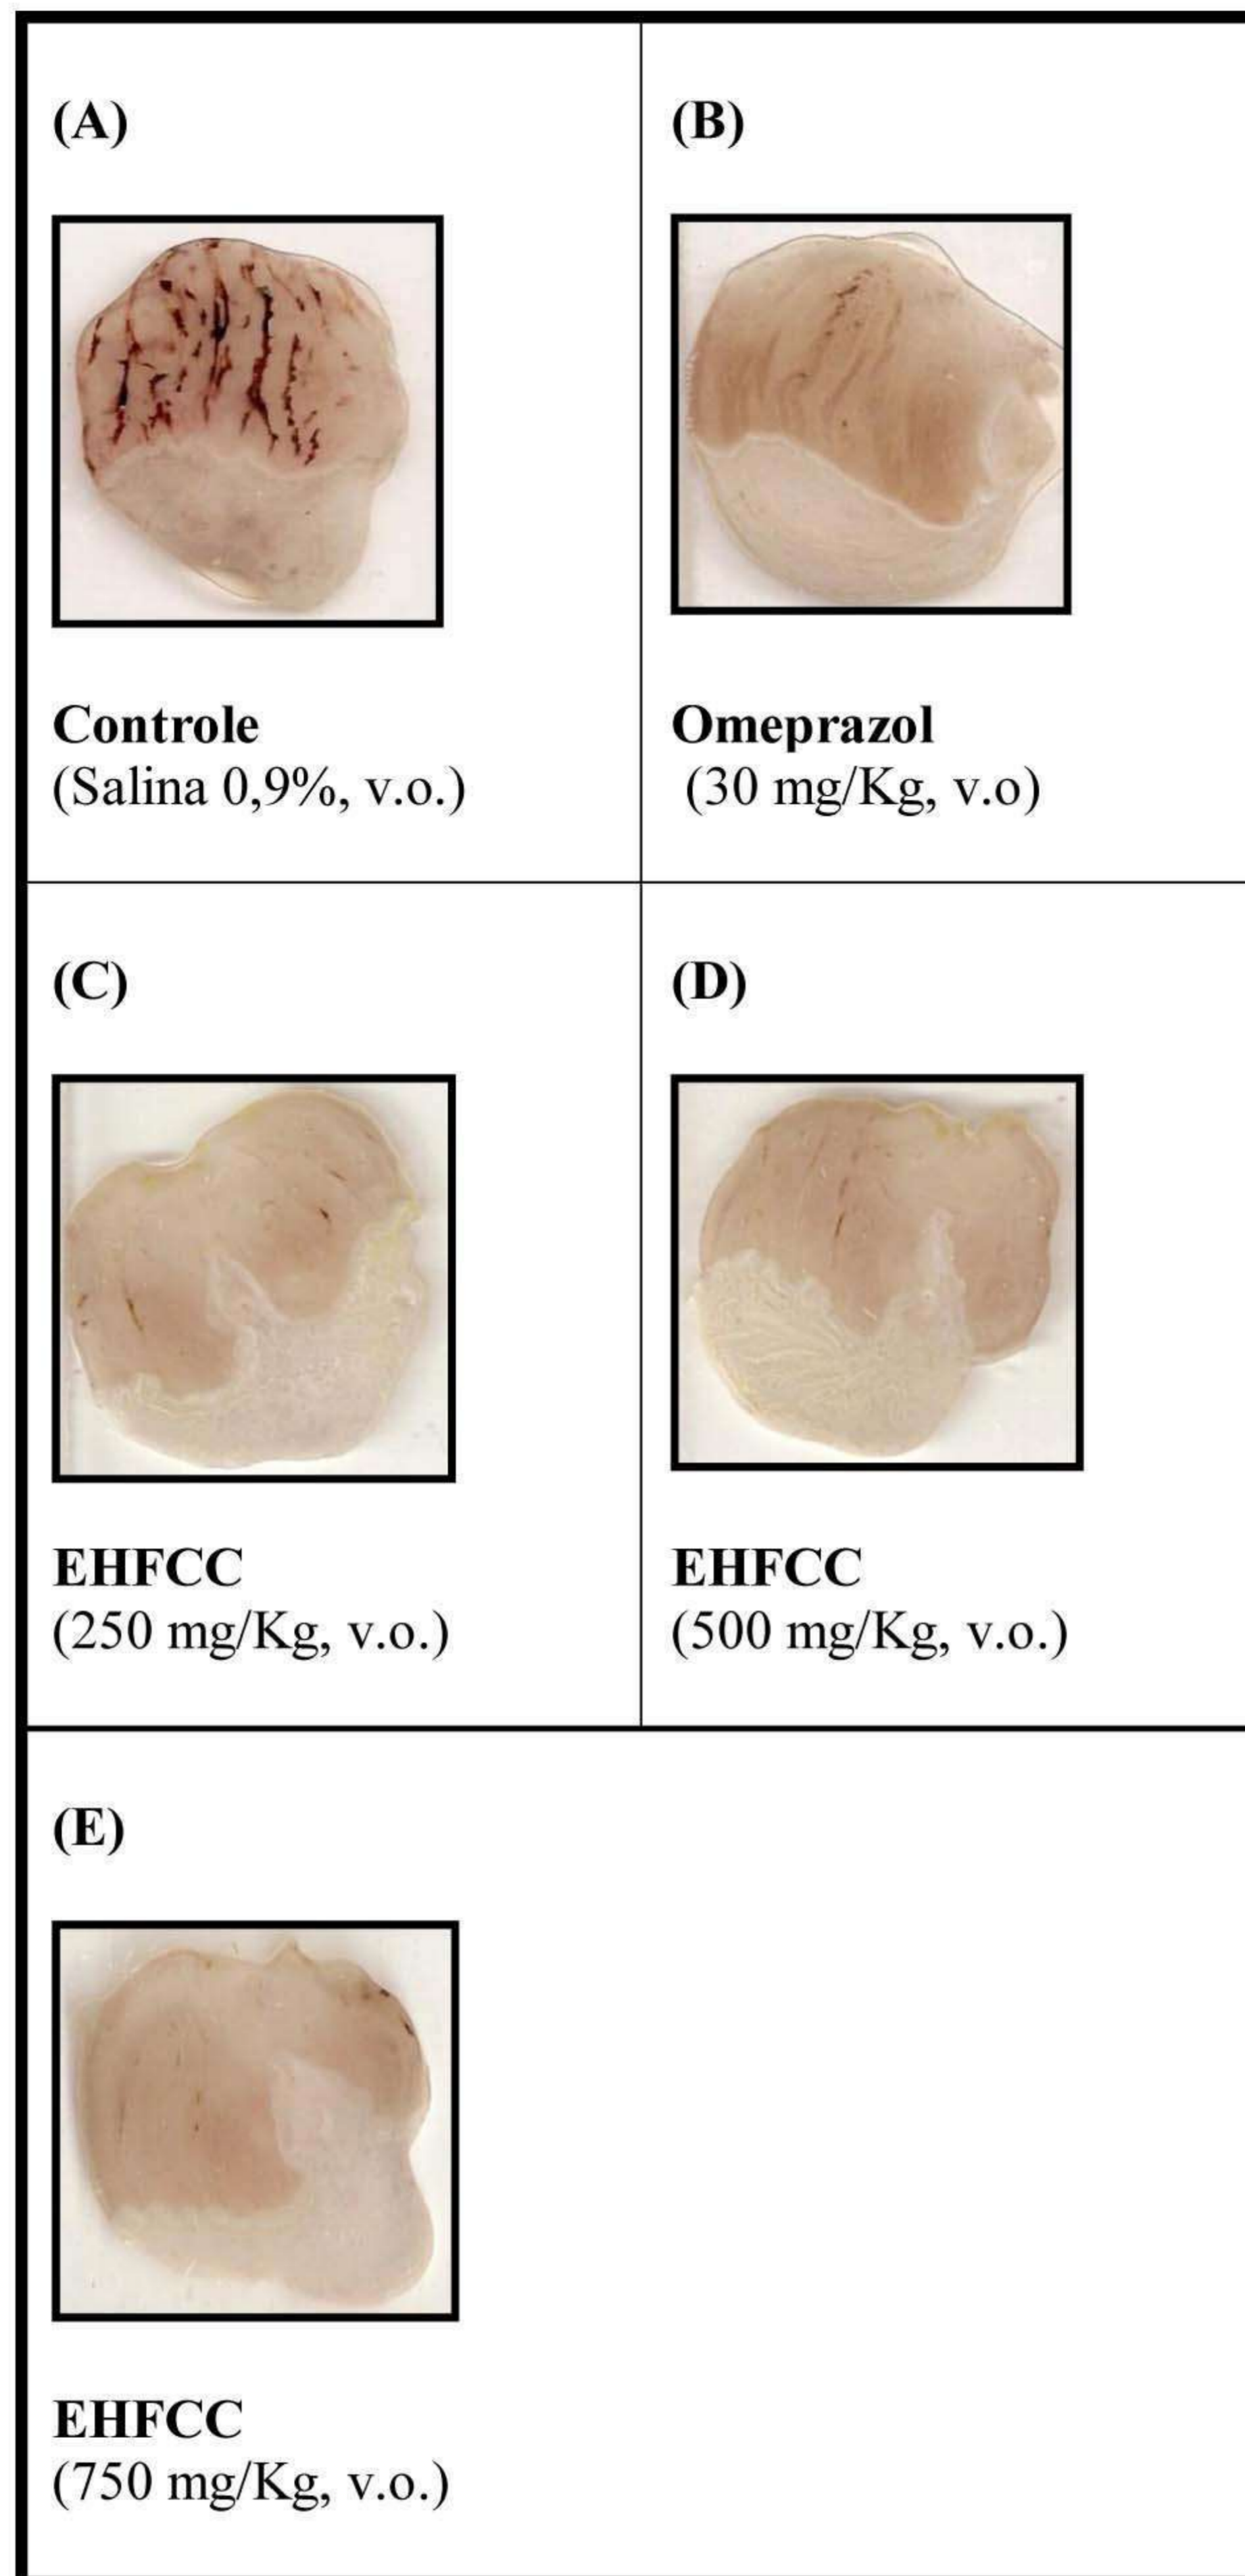 (A)
(B)
Controle
(Salina 0,9%, v.o.)
Omeprazol
(30 mg/Kg, v.o)
(C)
(D)
EHFCC
(250 mg/Kg, v.o.)
EHFCC
(500 mg/Kg, v.o.)
(E)
EHFCC
(750 mg/Kg, v.o.)